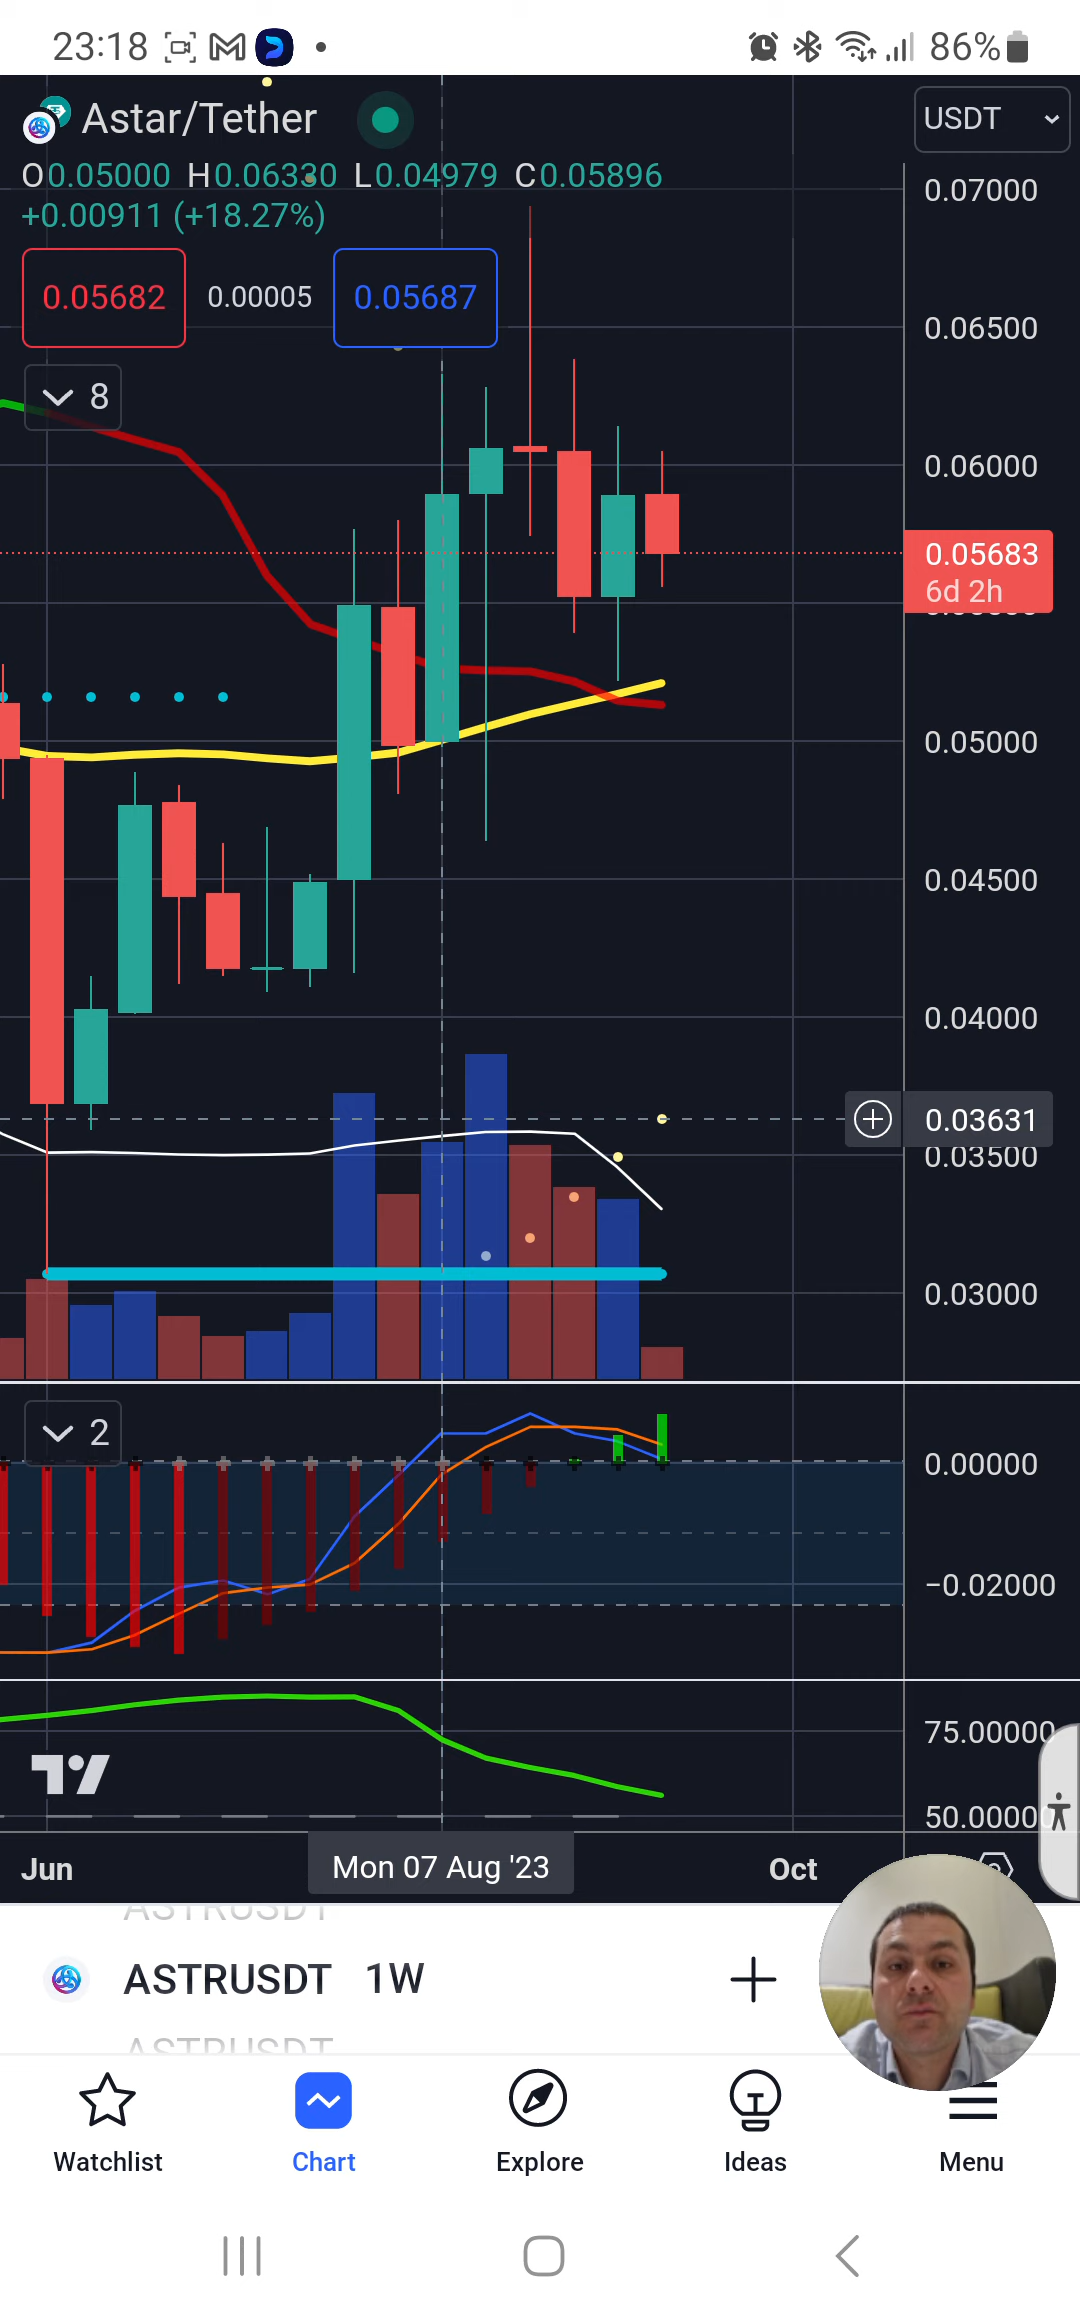 23:18 86%
Astar/Tether USDT
O0.05000 H0.06330 L0.04979 C0.05896
+0.00911 (+18.27%)
0.05682 0.00005 0.05687
8
0.07000
0.06500
0.06000
0.05683
6d 2h
0.05000
0.04500
0.04000
0.03631
0.03500
0.03000
2
0.00000
−0.02000
75.00000
50.00000
Jun Mon 07 Aug '23 Oct
ASTRUSDT
ASTRUSDT 1W
ASTRUSDT
Watchlist Chart Explore Ideas Menu